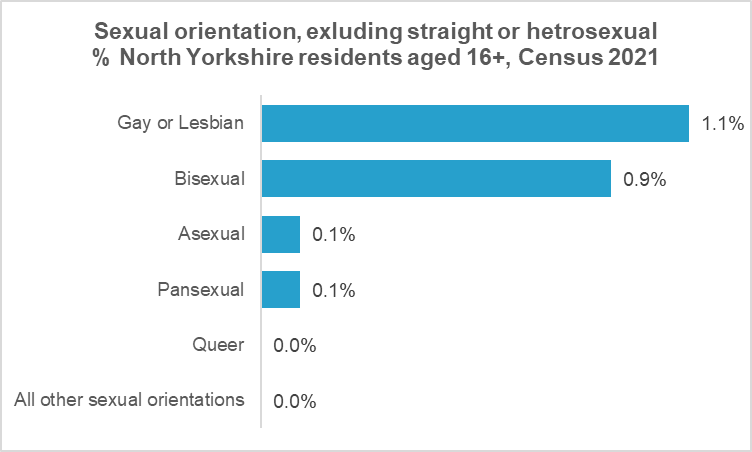 Sexual orientation, exluding straight or hetrosexual
% North Yorkshire residents aged 16+, Census 2021
Gay or Lesbian 1.1%
Bisexual 0.9%
Asexual 0.1%
Pansexual 0.1%
Queer 0.0%
All other sexual orientations 0.0%